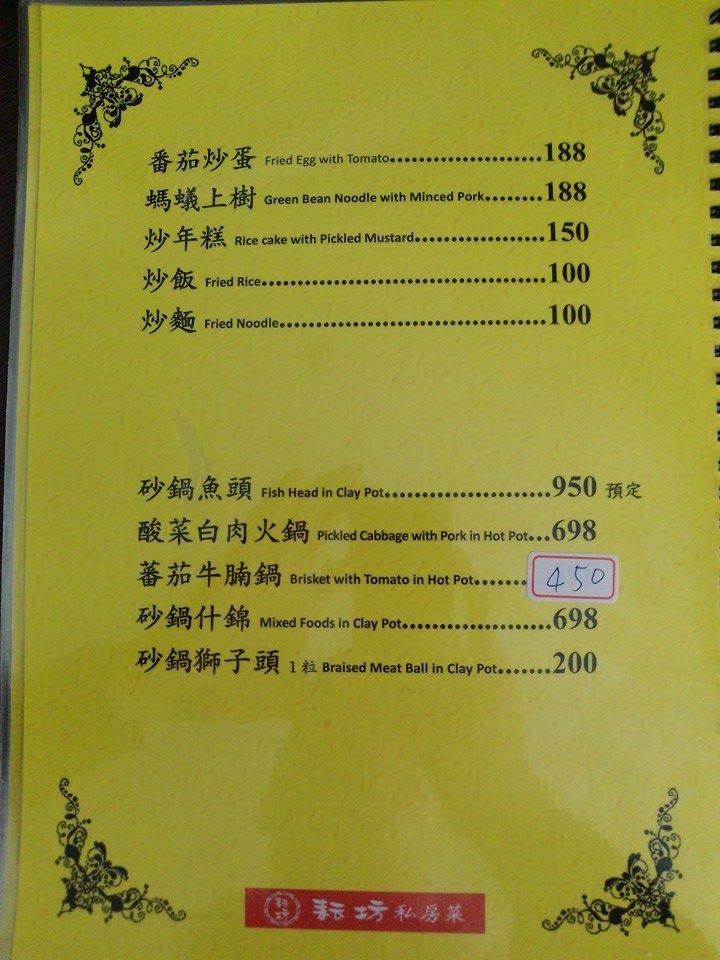 番茄炒蛋 Fried Egg with Tomato........................188
螞蟻上樹 Green Bean Noodle with Minced Pork.........188
炒年糕 Rice cake with Pickled Mustard....................150
炒飯 Fried Rice............................................100
炒麵 Fried Noodle.........................................100
砂鍋魚頭 Fish Head in Clay Pot..........................950 預定
酸菜白肉火鍋 Pickled Cabbage with Pork in Hot Pot...698
蕃茄牛腩鍋 Brisket with Tomato in Hot Pot.......450
砂鍋什錦 Mixed Foods in Clay Pot.......................698
砂鍋獅子頭 1粒 Braised Meat Ball in Clay Pot.......200
耘坊 耘坊私房菜